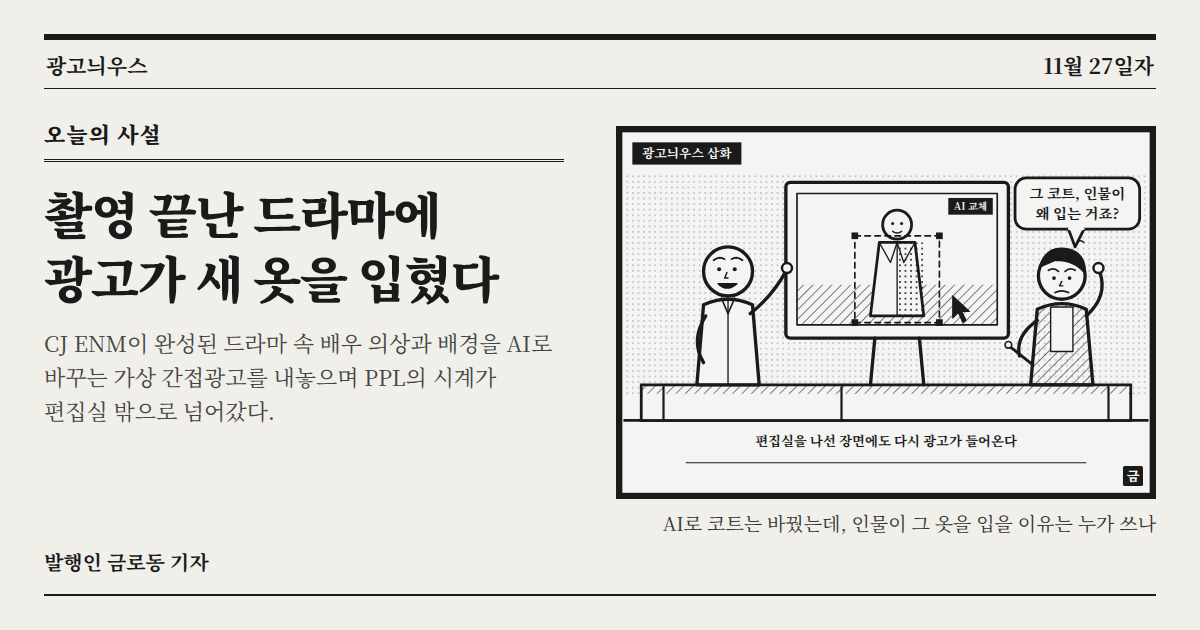 광고늬우스
11월 27일자
오늘의 사설
촬영 끝난 드라마에
광고가 새 옷을 입혔다
CJ ENM이 완성된 드라마 속 배우 의상과 배경을 AI로
바꾸는 가상 간접광고를 내놓으며 PPL의 시계가
편집실 밖으로 넘어갔다.
발행인 금로동 기자
광고늬우스 삽화
AI 교체
그 코트, 인물이
왜 입는 거죠?
편집실을 나선 장면에도 다시 광고가 들어온다
금
AI로 코트는 바꿨는데, 인물이 그 옷을 입을 이유는 누가 쓰나